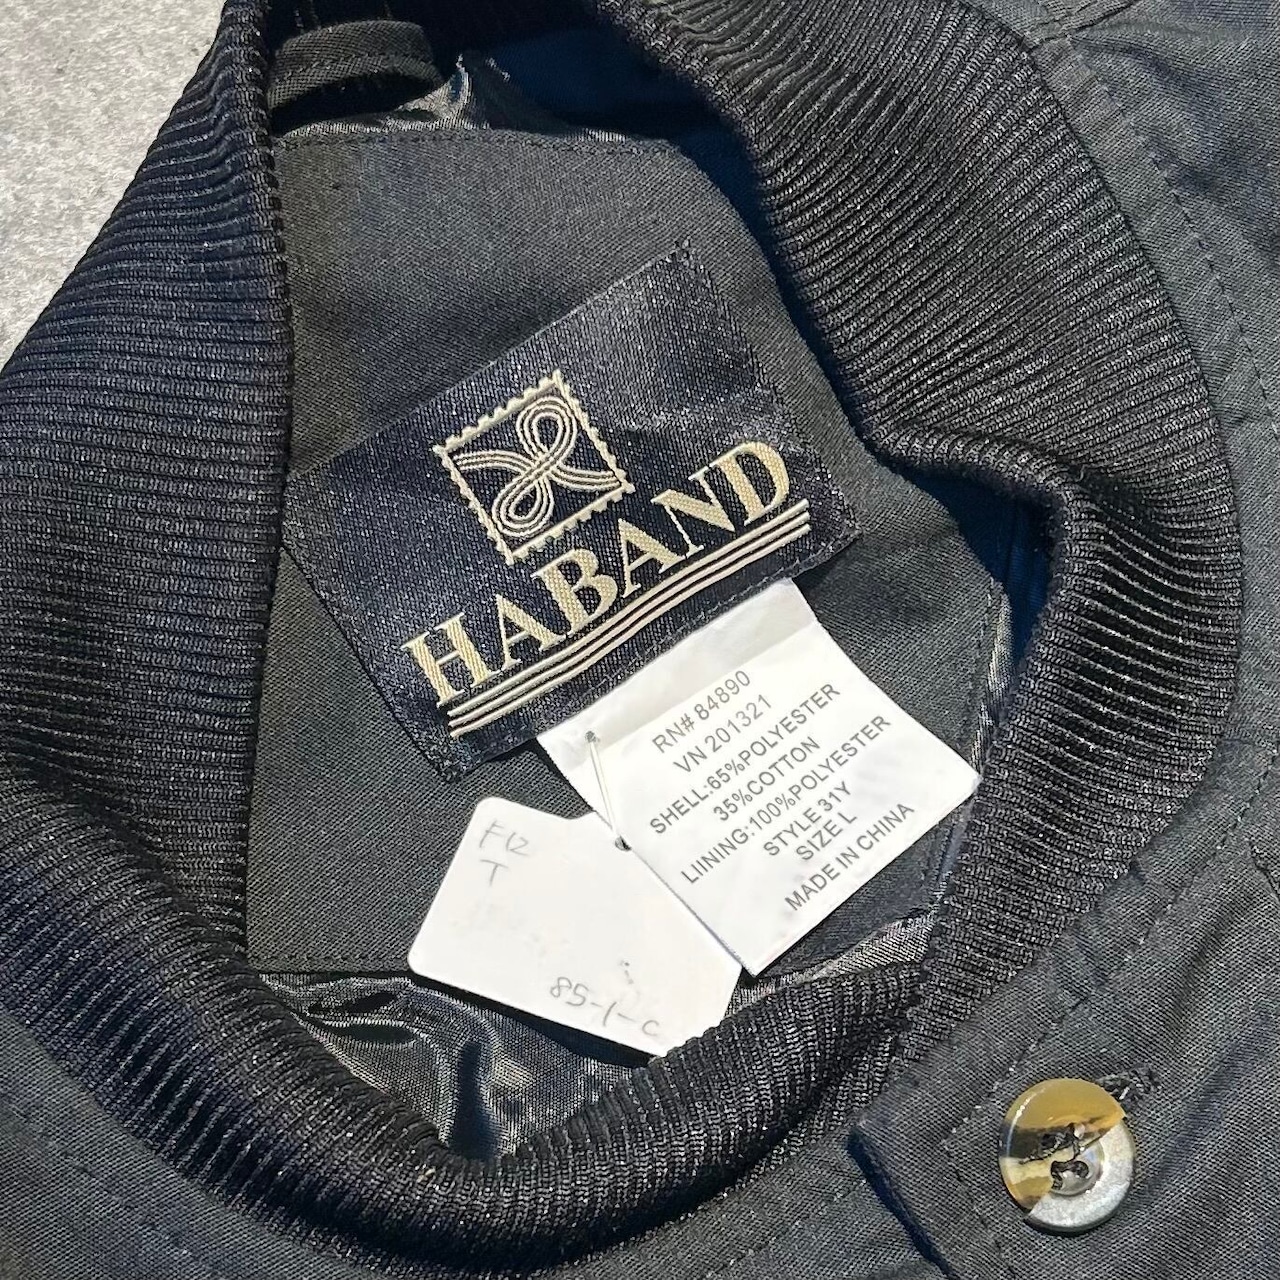 HABAND
RN# 84890
VN 201321
SHELL:65%POLYESTER
35%COTTON
LIINING:100%POLYESTER
STYLE 31Y
SIZE L
MADE IN CHINA
F12
T
85-1-C